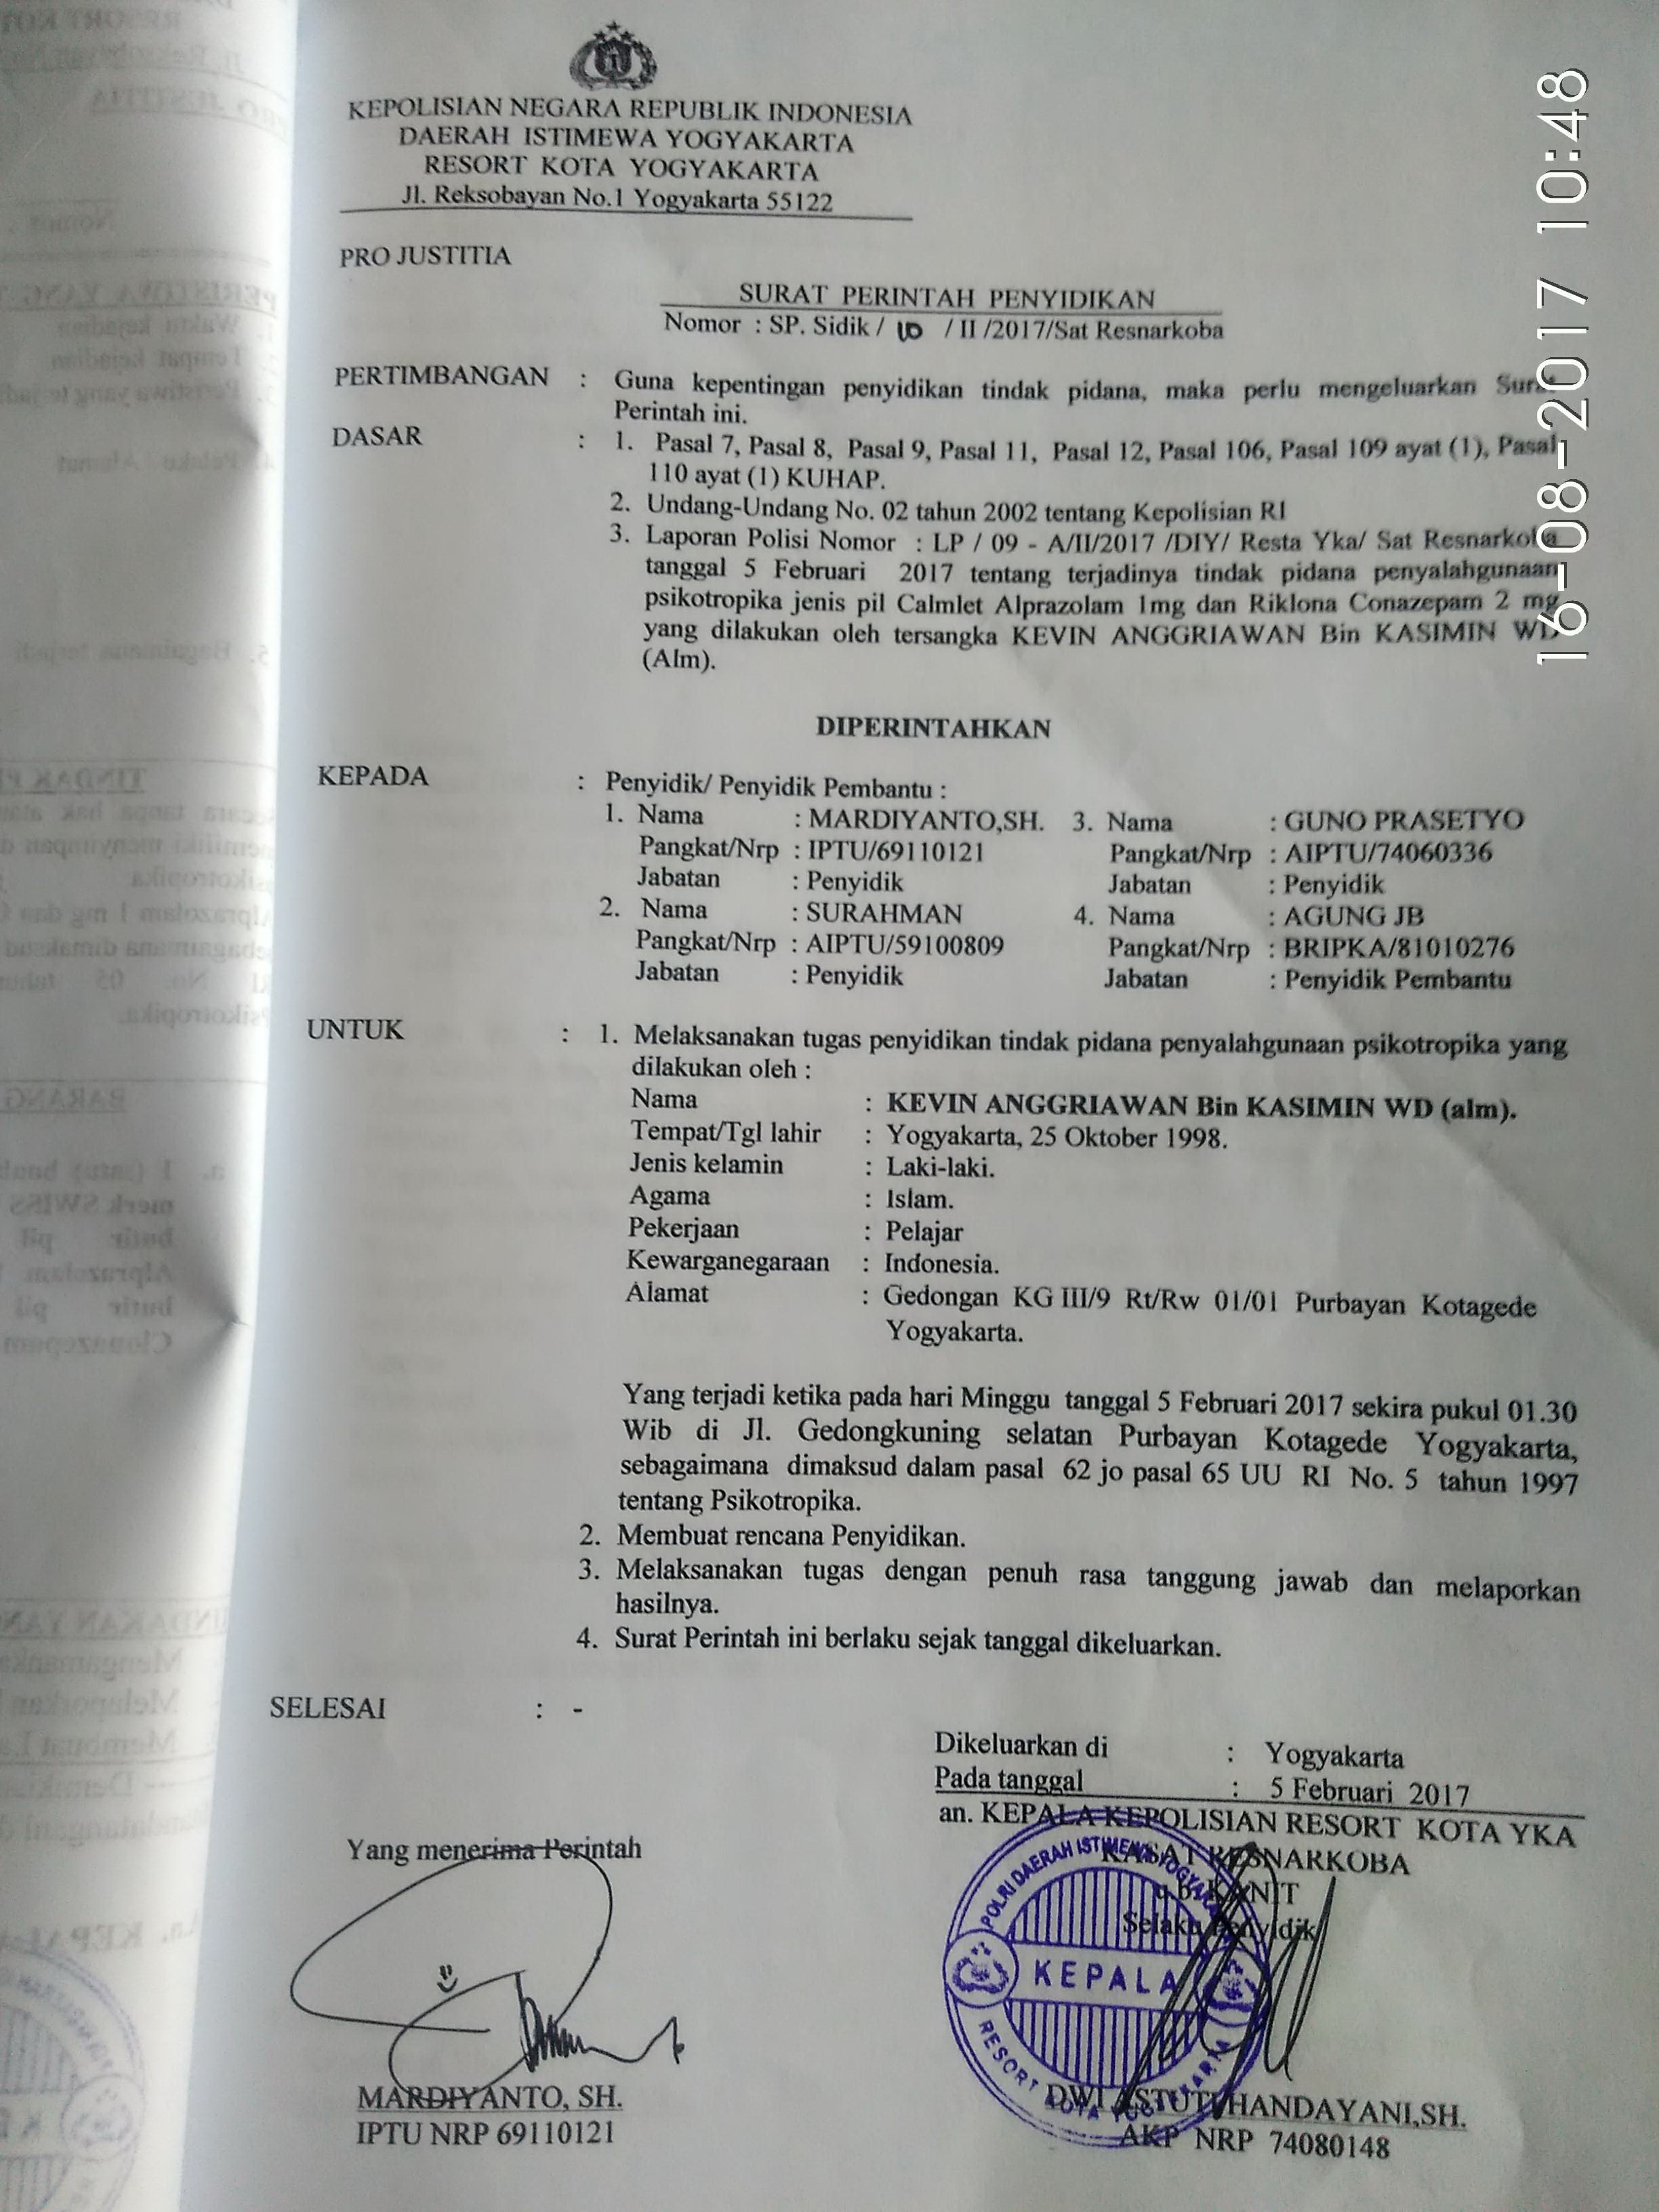 KEPOLISIAN NEGARA REPUBLIK INDONESIA
DAERAH ISTIMEWA YOGYAKARTA
RESORT KOTA YOGYAKARTA
Jl. Reksobayan No.1 Yogyakarta 55122
PRO JUSTITIA
SURAT PERINTAH PENYIDIKAN
Nomor : SP. Sidik / 10 / II /2017/Sat Resnarkoba
PERTIMBANGAN : Guna kepentingan penyidikan tindak pidana, maka perlu mengeluarkan Surat
Perintah ini.
DASAR : 1. Pasal 7, Pasal 8, Pasal 9, Pasal 11, Pasal 12, Pasal 106, Pasal 109 ayat (1), Pasal
110 ayat (1) KUHAP.
2. Undang-Undang No. 02 tahun 2002 tentang Kepolisian RI
3. Laporan Polisi Nomor : LP / 09 - A/II/2017 /DIY/ Resta Yka/ Sat Resnarkoba
tanggal 5 Februari 2017 tentang terjadinya tindak pidana penyalahgunaan
psikotropika jenis pil Calmlet Alprazolam 1mg dan Riklona Conazepam 2 mg
yang dilakukan oleh tersangka KEVIN ANGGRIAWAN Bin KASIMIN WD
(Alm).
DIPERINTAHKAN
KEPADA : Penyidik/ Penyidik Pembantu :
1. Nama : MARDIYANTO,SH. 3. Nama : GUNO PRASETYO
Pangkat/Nrp : IPTU/69110121 Pangkat/Nrp : AIPTU/74060336
Jabatan : Penyidik Jabatan : Penyidik
2. Nama : SURAHMAN 4. Nama : AGUNG JB
Pangkat/Nrp : AIPTU/59100809 Pangkat/Nrp : BRIPKA/81010276
Jabatan : Penyidik Jabatan : Penyidik Pembantu
UNTUK : 1. Melaksanakan tugas penyidikan tindak pidana penyalahgunaan psikotropika yang
dilakukan oleh :
Nama : KEVIN ANGGRIAWAN Bin KASIMIN WD (alm).
Tempat/Tgl lahir : Yogyakarta, 25 Oktober 1998.
Jenis kelamin : Laki-laki.
Agama : Islam.
Pekerjaan : Pelajar
Kewarganegaraan : Indonesia.
Alamat : Gedongan KG III/9 Rt/Rw 01/01 Purbayan Kotagede
Yogyakarta.
Yang terjadi ketika pada hari Minggu tanggal 5 Februari 2017 sekira pukul 01.30
Wib di Jl. Gedongkuning selatan Purbayan Kotagede Yogyakarta,
sebagaimana dimaksud dalam pasal 62 jo pasal 65 UU RI No. 5 tahun 1997
tentang Psikotropika.
2. Membuat rencana Penyidikan.
3. Melaksanakan tugas dengan penuh rasa tanggung jawab dan melaporkan
hasilnya.
4. Surat Perintah ini berlaku sejak tanggal dikeluarkan.
SELESAI : -
Dikeluarkan di : Yogyakarta
Pada tanggal : 5 Februari 2017
an. KEPALA KEPOLISIAN RESORT KOTA YKA
KASAT RESNARKOBA
u.b. KANIT
Selaku Penyidik
Yang menerima Perintah
POLRI DAERAH ISTIMEWA YOGYAKARTA
KEPALA
RESORT KOTA YOGYAKARTA
MARDIYANTO, SH.
IPTU NRP 69110121
DWI ASTUTI HANDAYANI,SH.
AKP NRP 74080148
16-08-2017 10:48